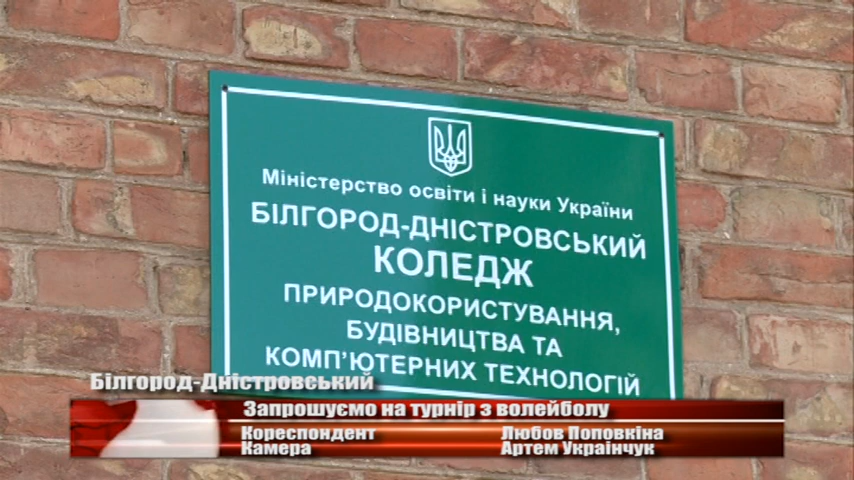 Міністерство освіти і науки України
БІЛГОРОД-ДНІСТРОВСЬКИЙ
КОЛЕДЖ
ПРИРОДОКОРИСТУВАННЯ,
БУДІВНИЦТВА ТА
КОМП'ЮТЕРНИХ ТЕХНОЛОГІЙ
Білгород-Дністровський
Запрошуємо на турнір з волейболу
Кореспондент Любов Поповкіна
Камера Артем Українчук